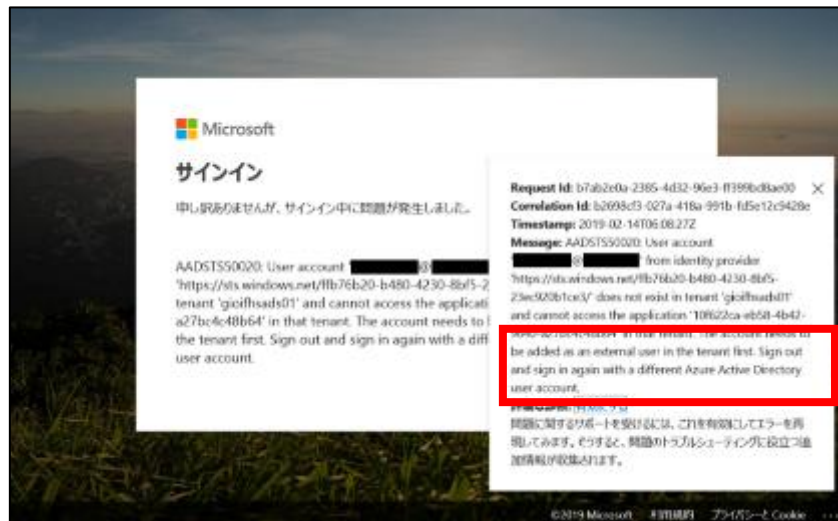 Microsoft
サインイン
申し訳ありませんが、サインイン中に問題が発生しました。
AADSTS50020: User account '
@
'https://sts.windows.net/ffb76b20-b480-4230-8bf5-2
tenant 'gioifhsads01' and cannot access the applicati
a27bc4c48b64' in that tenant. The account needs to
the tenant first. Sign out and sign in again with a diff
user account.
Request Id: b7ab2e0a-2385-4d32-96e3-ff399bd8ae00
Correlation Id: b2698cf3-027a-418a-991b-fd5e12c9428e
Timestamp: 2019-02-14T06:08:27Z
Message: AADSTS50020: User account
'@' from identity provider
'https://sts.windows.net/ffb76b20-b480-4230-8bf5-
23ec920b1ce3/' does not exist in tenant 'gioifhsads01'
and cannot access the application '10f622ca-eb58-4b42-
in that tenant. The account needs to
be added as an external user in the tenant first. Sign out
and sign in again with a different Azure Active Directory
user account.
問題に関するサポートを受けるには、これを有効にしてエラーを再
現してみます。そうすると、問題のトラブルシューティングに役立つ追
加情報が収集されます。
©2019 Microsoft 利用規約 プライバシーと Cookie ...